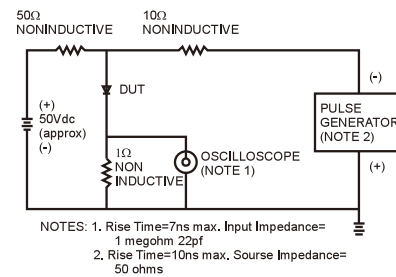 50Ω
NONINDUCTIVE
10Ω
NONINDUCTIVE
(+)
50Vdc
(approx)
(-)
DUT
1Ω
NON
INDUCTIVE
OSCILLOSCOPE
(NOTE 1)
(-)
PULSE
GENERATOR
(NOTE 2)
(+)
NOTES: 1. Rise Time=7ns max. Input Impedance=
1 megohm 22pf
2. Rise Time=10ns max. Sourse Impedance=
50 ohms